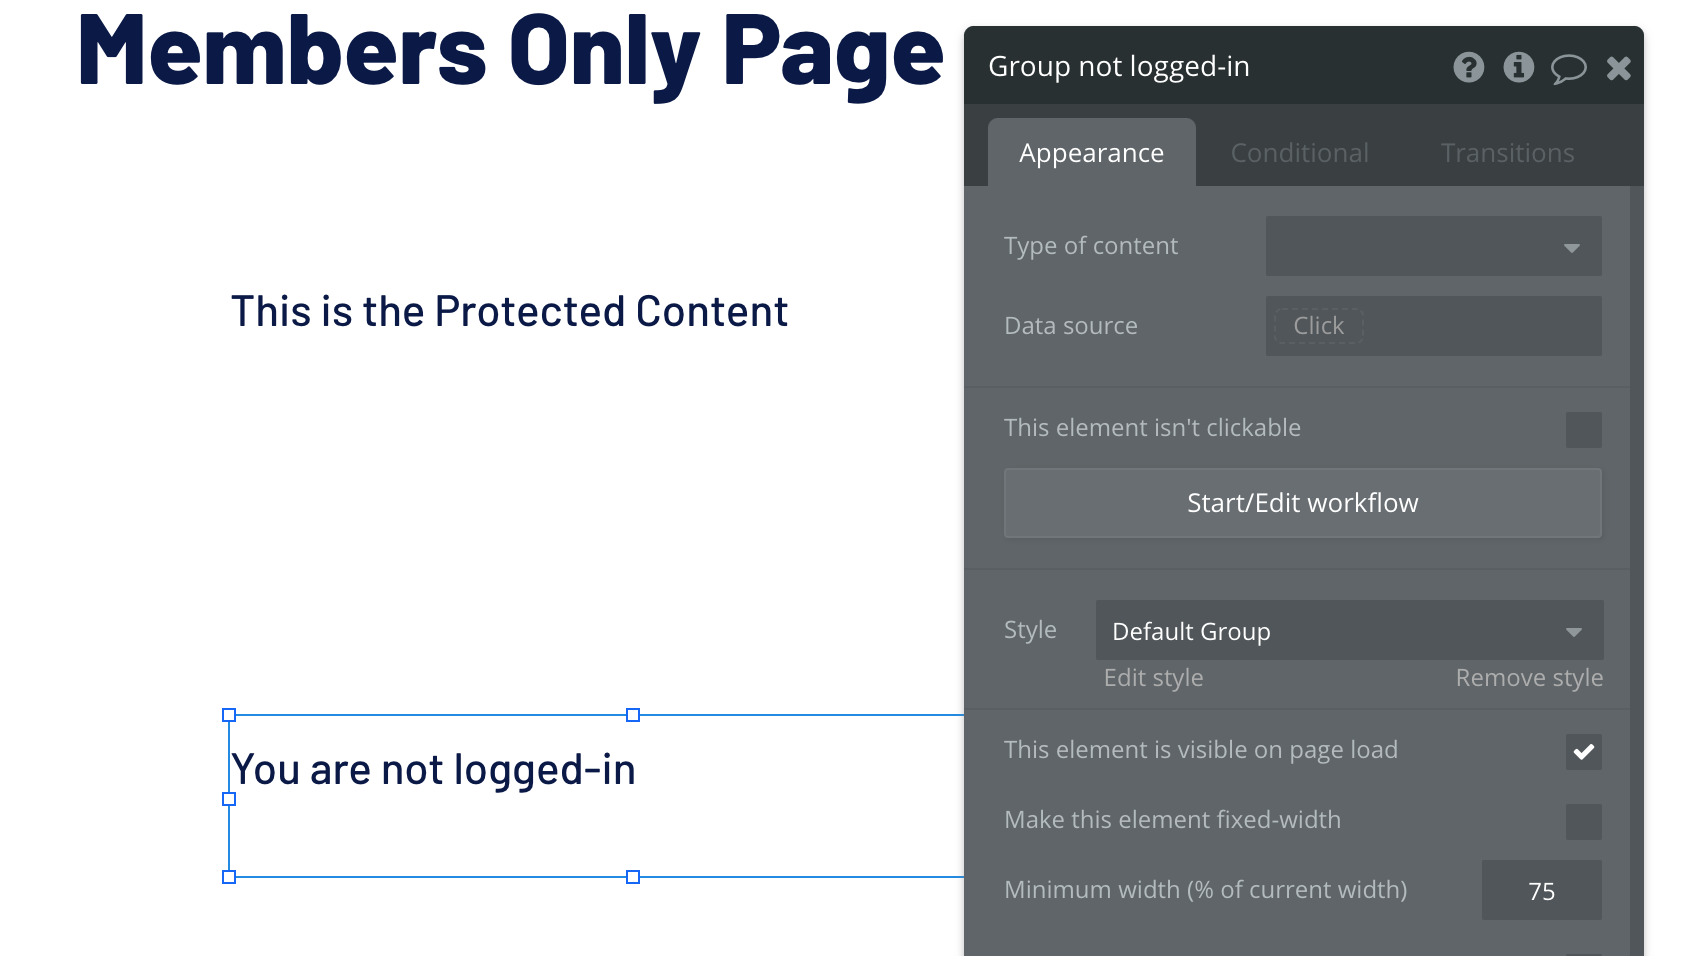 Members Only Page
This is the Protected Content
You are not logged-in
Group not logged-in
Appearance Conditional Transitions
Type of content
Data source Click
This element isn't clickable
Start/Edit workflow
Style Default Group
Edit style Remove style
This element is visible on page load
Make this element fixed-width
Minimum width (% of current width) 75